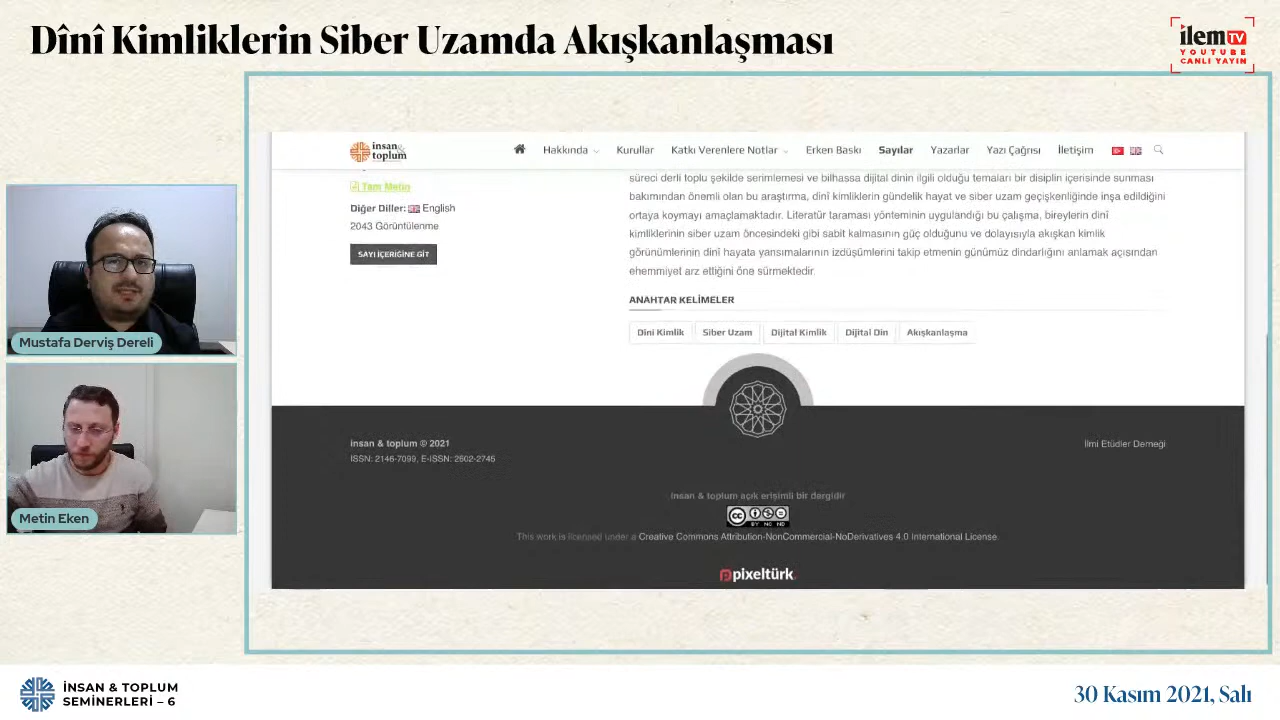 Dînî Kimliklerin Siber Uzamda Akışkanlaşması
ilem TV
YOUTUBE
CANLI YAYIN
insan & toplum
Hakkında
Kurullar
Katkı Verenlere Notlar
Erken Baskı
Sayılar
Yazarlar
Yazı Çağrısı
İletişim
Tam Metin
Diğer Diller: English
2043 Görüntülenme
SAYI İÇERİĞİNE GİT
süreci derli toplu şekilde serimlemesi ve bilhassa dijital dinin ilgili olduğu temaları bir disiplin içerisinde sunması
bakımından önemli olan bu araştırma, dinî kimliklerin gündelik hayat ve siber uzam geçişkenliğinde inşa edildiğini
ortaya koymayı amaçlamaktadır. Literatür taraması yönteminin uygulandığı bu çalışma, bireylerin dinî
kimliklerinin siber uzam öncesindeki gibi sabit kalmasının güç olduğunu ve dolayısıyla akışkan kimlik
görünümlerinin dinî hayata yansımalarının izdüşümlerini takip etmenin günümüz dindarlığını anlamak açısından
ehemmiyet arz ettiğini öne sürmektedir.
ANAHTAR KELİMELER
Dini Kimlik
Siber Uzam
Dijital Kimlik
Dijital Din
Akışkanlaşma
insan & toplum © 2021
ISSN: 2146-7099, E-ISSN: 2602-2745
İlmi Etüdler Derneği
insan & toplum açık erişimli bir dergidir
CC BY NC ND
This work is licensed under a Creative Commons Attribution-NonCommercial-NoDerivatives 4.0 International License.
pixeltürk
Mustafa Derviş Dereli
Metin Eken
İNSAN & TOPLUM
SEMİNERLERİ – 6
30 Kasım 2021, Salı